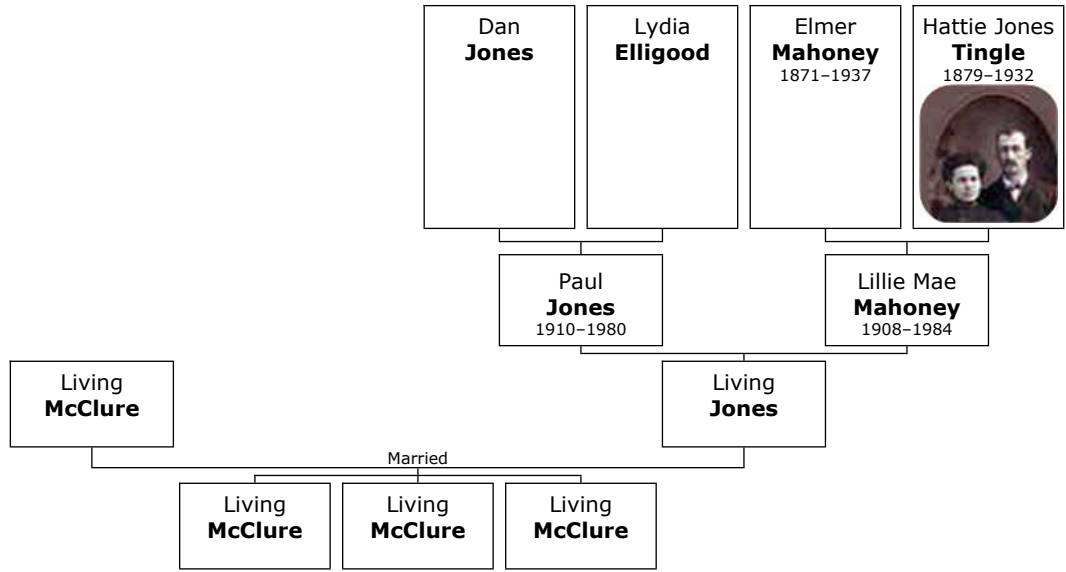 Dan
Jones
Lydia
Elligood
Elmer
Mahoney
1871–1937
Hattie Jones
Tingle
1879–1932
Paul
Jones
1910–1980
Lillie Mae
Mahoney
1908–1984
Living
McClure
Living
Jones
Married
Living
McClure
Living
McClure
Living
McClure